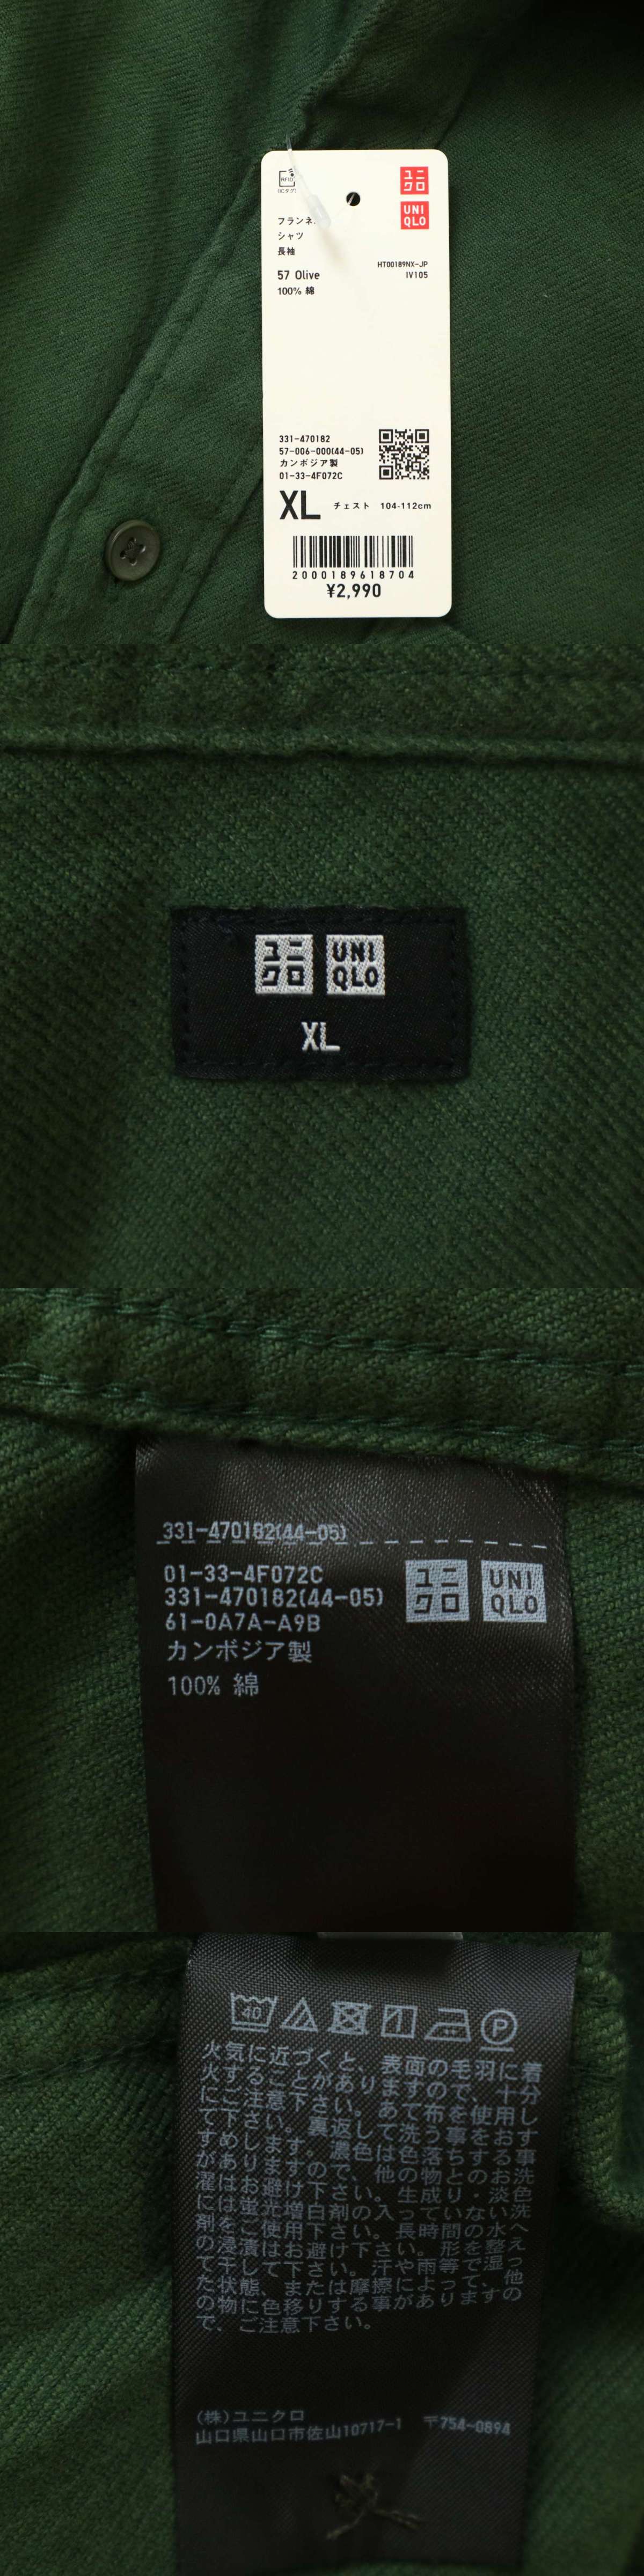 RFID
(ICタグ)
ユニ
クロ
UNI
QLO
フランネ
シャツ
長袖
HT00189NX-JP
57 Olive
IV105
100% 綿
331-470182
57-006-000(44-05)
カンボジア製
01-33-4F072C
XL チェスト 104-112cm
2000189618704
¥2,990
ユニ UNI
クロ QLO
XL
331-470182(44-05)
01-33-4F072C
331-470182(44-05)
61-0A7A-A9B
カンボジア製
100% 綿
ユニ UNI
クロ QLO
40 P
火気に近づくと、表面の毛羽に着
火することがありますので、十分
にご注意下さい。あて布を使用し
て下さい。裏返して洗う事をおす
すめします。濃色は色落ちする事
がありますので、他の物とのお洗
濯はお避け下さい。生成り・淡色
には蛍光増白剤の入っていない洗
剤をご使用下さい。長時間の水へ
の浸漬はお避け下さい。形を整え
て干して下さい。汗や雨等で湿っ
た状態、または摩擦によって、他
の物に色移りする事がありますの
で、ご注意下さい。
(株)ユニクロ
山口県山口市佐山10717-1 〒754-0894